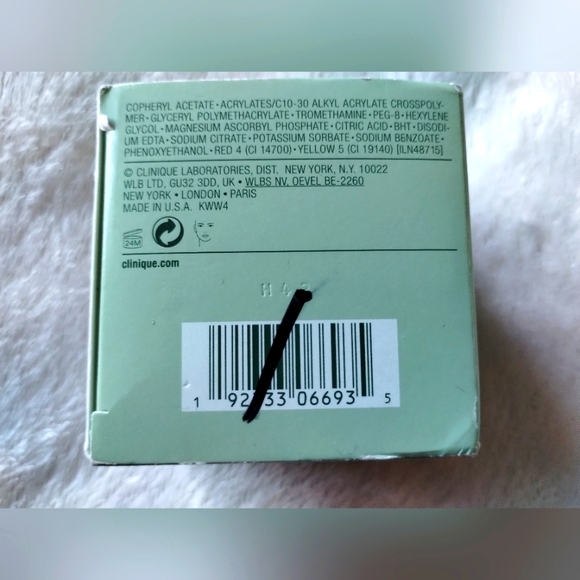 COPHERYL ACETATE • ACRYLATES/C10-30 ALKYL ACRYLATE CROSSPOLY-
MER • GLYCERYL POLYMETHACRYLATE • TROMETHAMINE • PEG-8 • HEXYLENE
GLYCOL • MAGNESIUM ASCORBYL PHOSPHATE • CITRIC ACID • BHT • DISODI-
UM EDTA • SODIUM CITRATE • POTASSIUM SORBATE • SODIUM BENZOATE •
PHENOXYETHANOL • RED 4 (CI 14700) • YELLOW 5 (CI 19140) [ILN48715]
© CLINIQUE LABORATORIES, DIST. NEW YORK, N.Y. 10022
WLB LTD, GU32 3DD, UK • WLBS NV. OEVEL BE-2260
NEW YORK • LONDON • PARIS
MADE IN U.S.A. KWW4
24M
clinique.com
1 92 33 06693 5